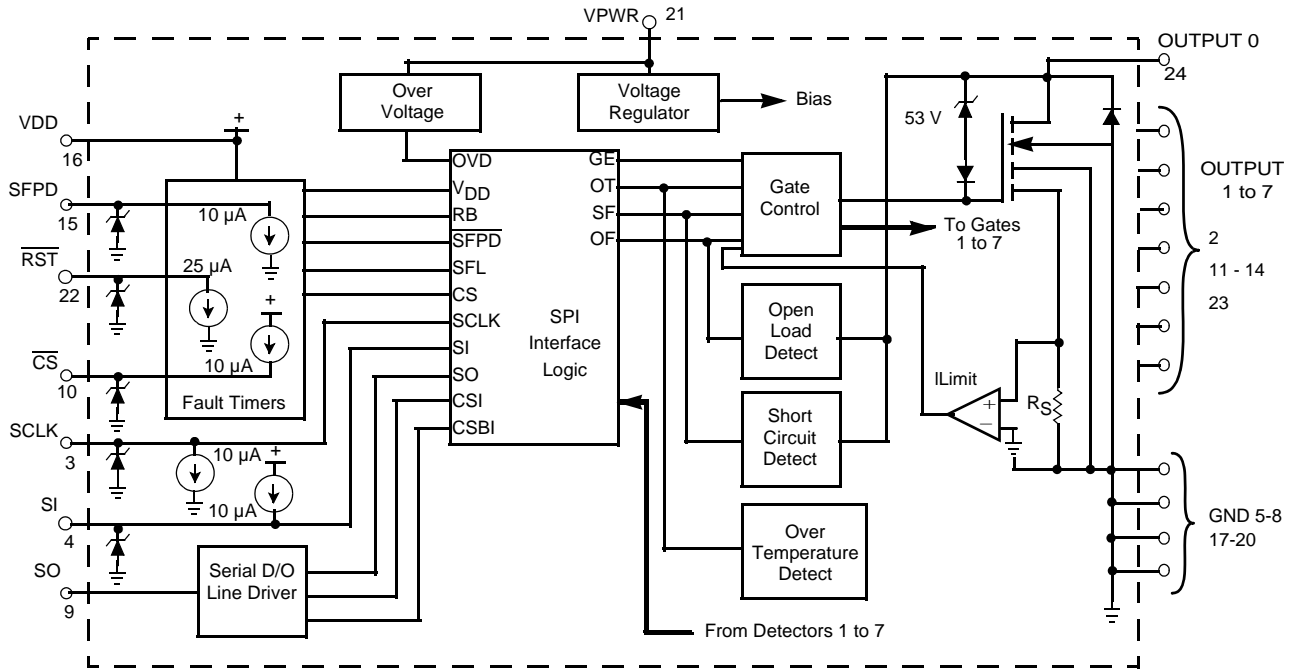 VPWR 21
OUTPUT 0
24
Over
Voltage
Voltage
Regulator
Bias
53 V
VDD
16
+
SFPD
15
10 µA
RST
22
25 µA
+
10 µA
CS
10
Fault Timers
SCLK
3
10 µA
+
10 µA
SI
4
SO
9
Serial D/O
Line Driver
OVD
VDD
RB
SFPD
SFL
CS
SCLK
SI
SO
CSI
CSBI
GE
OT
SF
OF
SPI
Interface
Logic
Gate
Control
To Gates
1 to 7
Open
Load
Detect
Short
Circuit
Detect
Over
Temperature
Detect
From Detectors 1 to 7
ILimit
+
−
RS
OUTPUT
1 to 7
2
11 - 14
23
GND 5-8
17-20